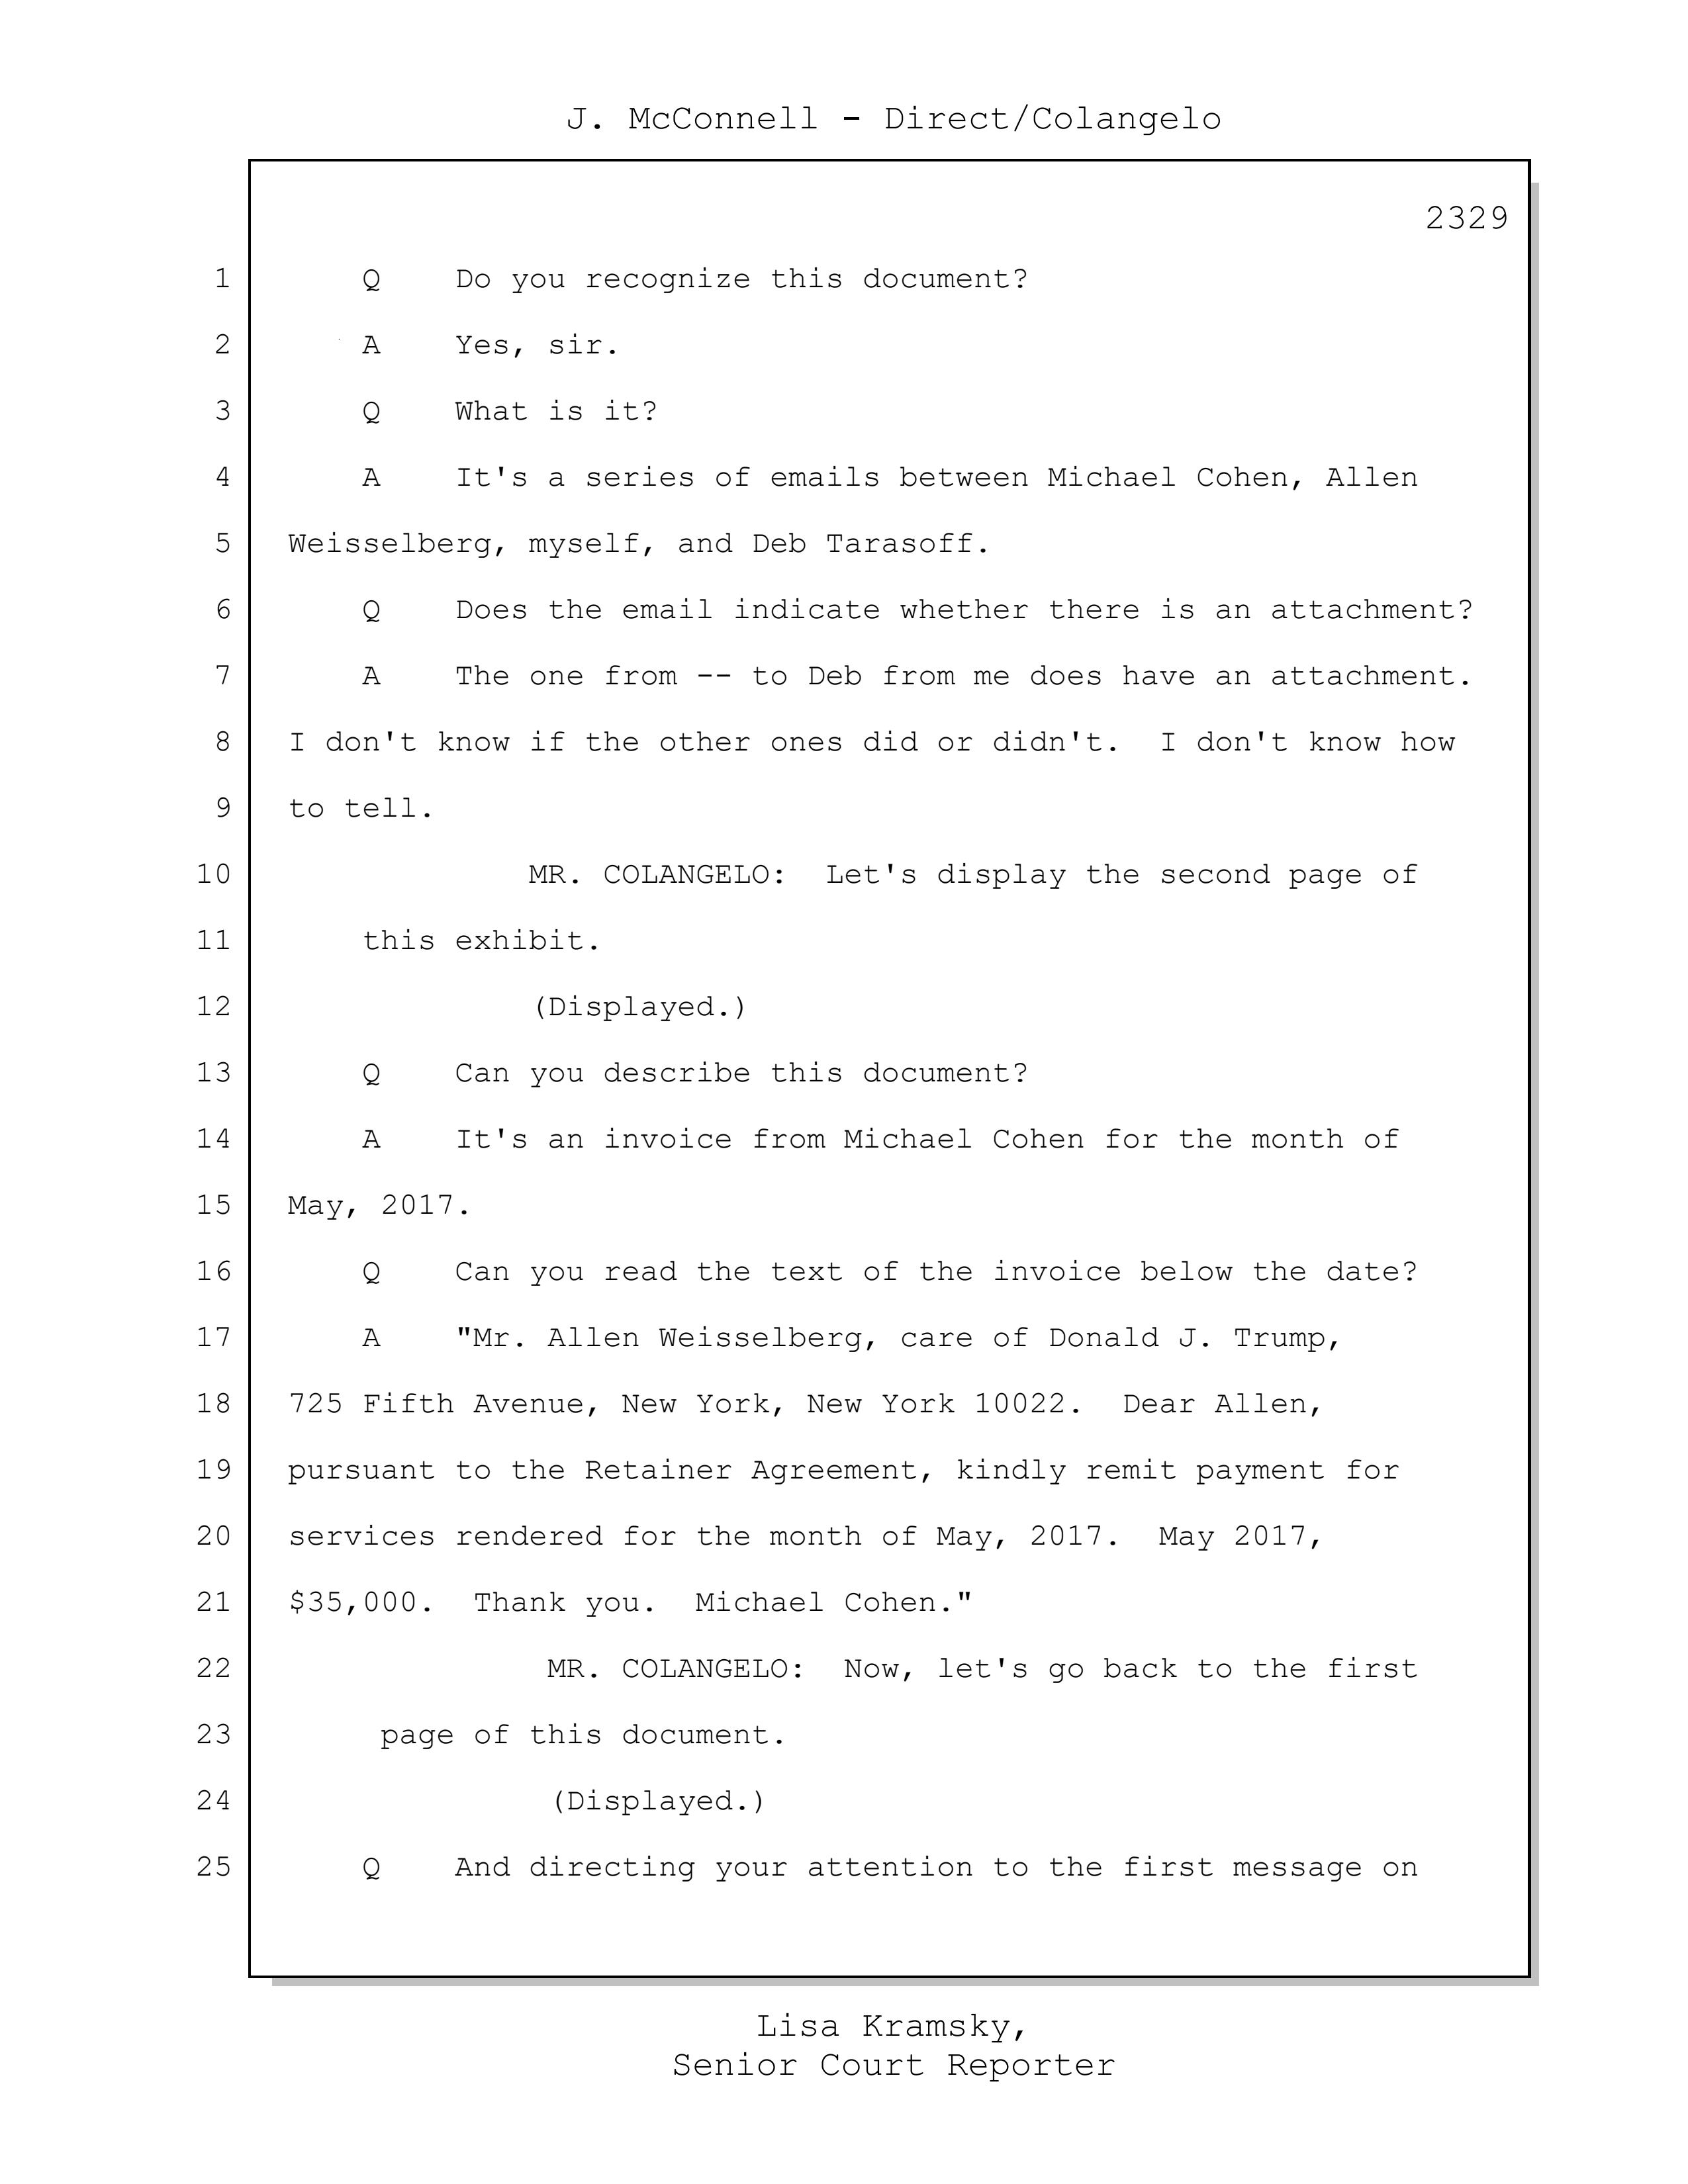 J. McConnell - Direct/Colangelo
2329
1 Q Do you recognize this document?
2 A Yes, sir.
3 Q What is it?
4 A It's a series of emails between Michael Cohen, Allen
5 Weisselberg, myself, and Deb Tarasoff.
6 Q Does the email indicate whether there is an attachment?
7 A The one from -- to Deb from me does have an attachment.
8 I don't know if the other ones did or didn't. I don't know how
9 to tell.
10 MR. COLANGELO: Let's display the second page of
11 this exhibit.
12 (Displayed.)
13 Q Can you describe this document?
14 A It's an invoice from Michael Cohen for the month of
15 May, 2017.
16 Q Can you read the text of the invoice below the date?
17 A "Mr. Allen Weisselberg, care of Donald J. Trump,
18 725 Fifth Avenue, New York, New York 10022. Dear Allen,
19 pursuant to the Retainer Agreement, kindly remit payment for
20 services rendered for the month of May, 2017. May 2017,
21 $35,000. Thank you. Michael Cohen."
22 MR. COLANGELO: Now, let's go back to the first
23 page of this document.
24 (Displayed.)
25 Q And directing your attention to the first message on
Lisa Kramsky,
Senior Court Reporter